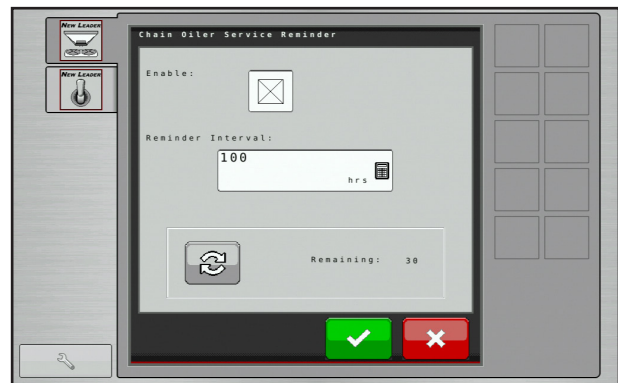 NEW LEADER
NEW LEADER
Chain Oiler Service Reminder
Enable:
Reminder Interval:
100
hrs
Remaining: 30